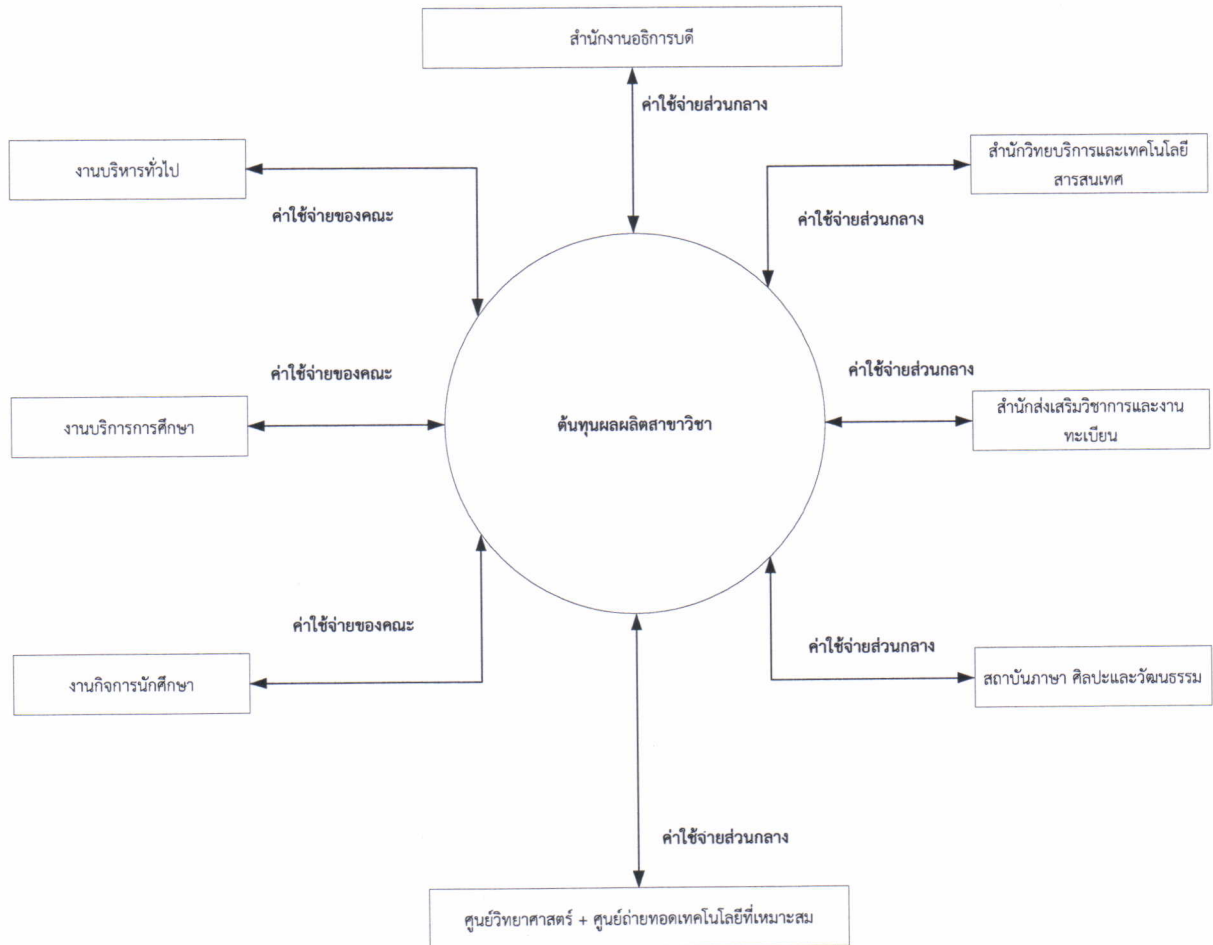 สำนักงานอธิการบดี
ค่าใช้จ่ายส่วนกลาง
งานบริหารทั่วไป
สำนักวิทยบริการและเทคโนโลยี
สารสนเทศ
ค่าใช้จ่ายของคณะ
ค่าใช้จ่ายส่วนกลาง
ค่าใช้จ่ายของคณะ
ค่าใช้จ่ายส่วนกลาง
งานบริการการศึกษา
ต้นทุนผลผลิตสาขาวิชา
สำนักส่งเสริมวิชาการและงาน
ทะเบียน
ค่าใช้จ่ายของคณะ
ค่าใช้จ่ายส่วนกลาง
งานกิจการนักศึกษา
สถาบันภาษา ศิลปะและวัฒนธรรม
ค่าใช้จ่ายส่วนกลาง
ศูนย์วิทยาศาสตร์ + ศูนย์ถ่ายทอดเทคโนโลยีที่เหมาะสม